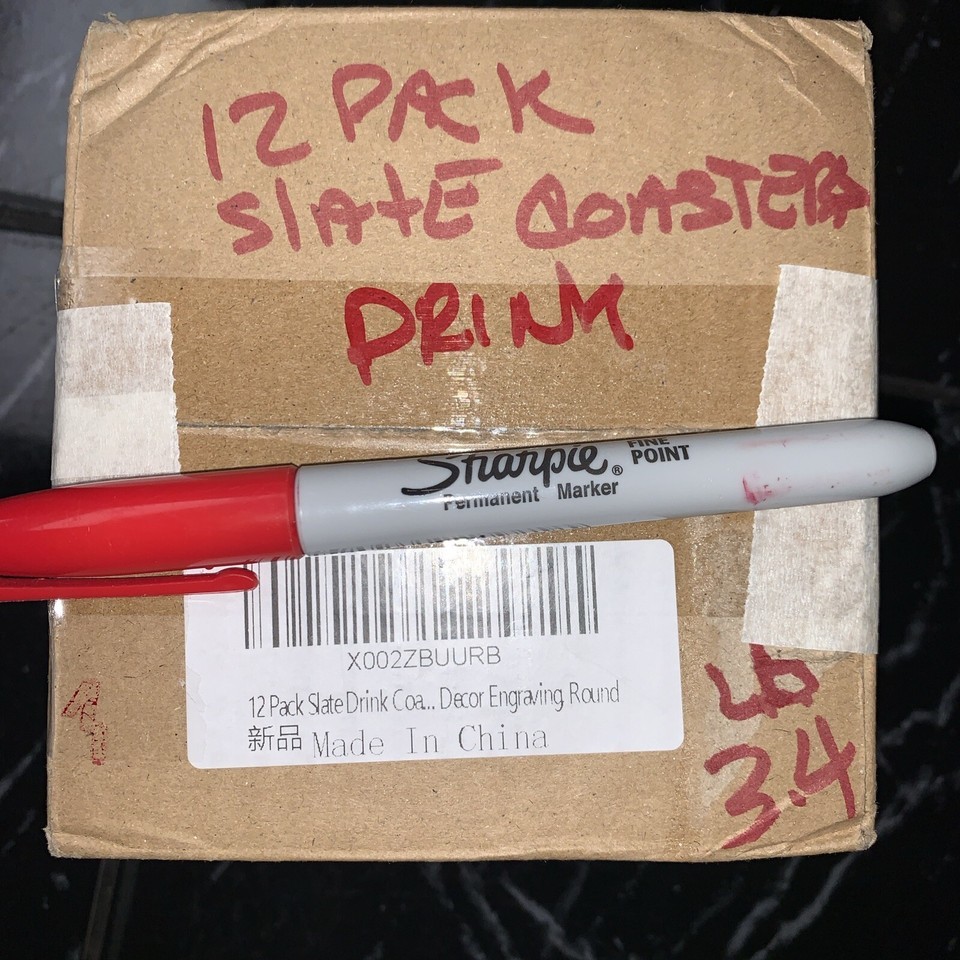 12 PACK
SlAtE COASTERS
DRINK
Sharpie® FINE POINT
Permanent Marker
X002ZBUURB
12 Pack Slate Drink Coa... Decor Engraving, Round
新品 Made In China
Lb
3.4